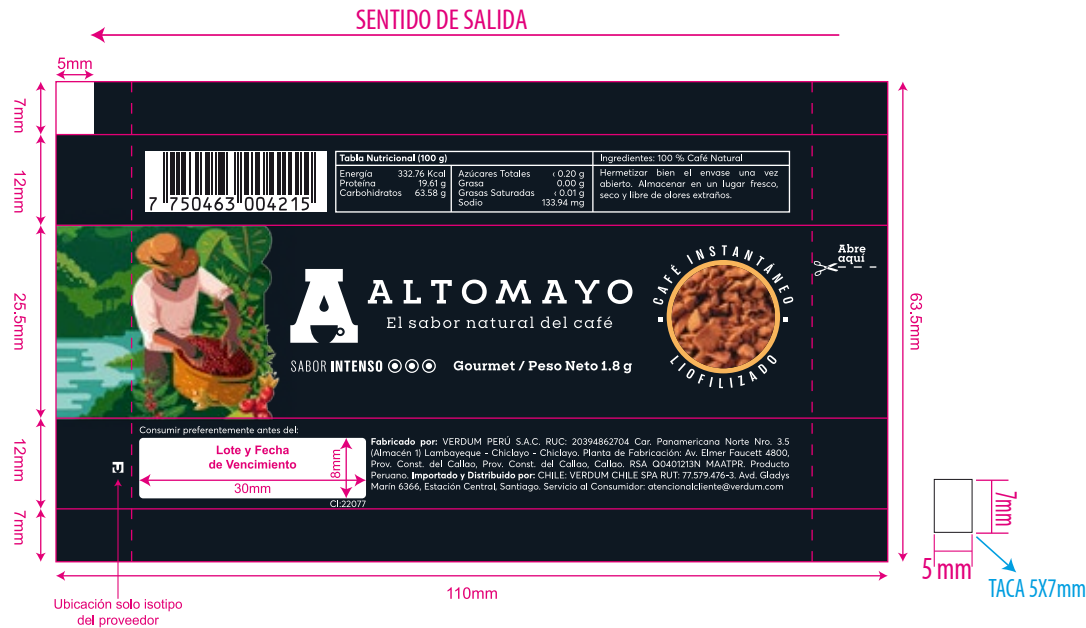 SENTIDO DE SALIDA
5mm
7mm
12mm
25.5mm
12mm
7mm
63.5mm
7 750463 004215
Tabla Nutricional (100 g)
Energía 332.76 Kcal
Proteína 19.61 g
Carbohidratos 63.58 g
Azúcares Totales ‹ 0.20 g
Grasa 0.00 g
Grasas Saturadas ‹ 0.01 g
Sodio 133.94 mg
Ingredientes: 100 % Café Natural
Hermetizar bien el envase una vez
abierto. Almacenar en un lugar fresco,
seco y libre de olores extraños.
A ALTOMAYO
El sabor natural del café
SABOR INTENSO
Gourmet / Peso Neto 1.8 g
CAFÉ INSTANTÁNEO
LIOFILIZADO
Abre
aquí
Consumir preferentemente antes del:
Lote y Fecha
de Vencimiento
30mm
8mm
CI:22077
Fabricado por: VERDUM PERÚ S.A.C. RUC: 20394862704 Car. Panamericana Norte Nro. 3.5
(Almacén 1) Lambayeque - Chiclayo - Chiclayo. Planta de Fabricación: Av. Elmer Faucett 4800,
Prov. Const. del Callao, Prov. Const. del Callao, Callao. RSA Q0401213N MAATPR. Producto
Peruano. Importado y Distribuido por: CHILE: VERDUM CHILE SPA RUT: 77.579.476-3. Avd. Gladys
Marín 6366, Estación Central, Santiago. Servicio al Consumidor: atencionalcliente@verdum.com
110mm
Ubicación solo isotipo
del proveedor
7mm
5 mm
TACA 5X7mm